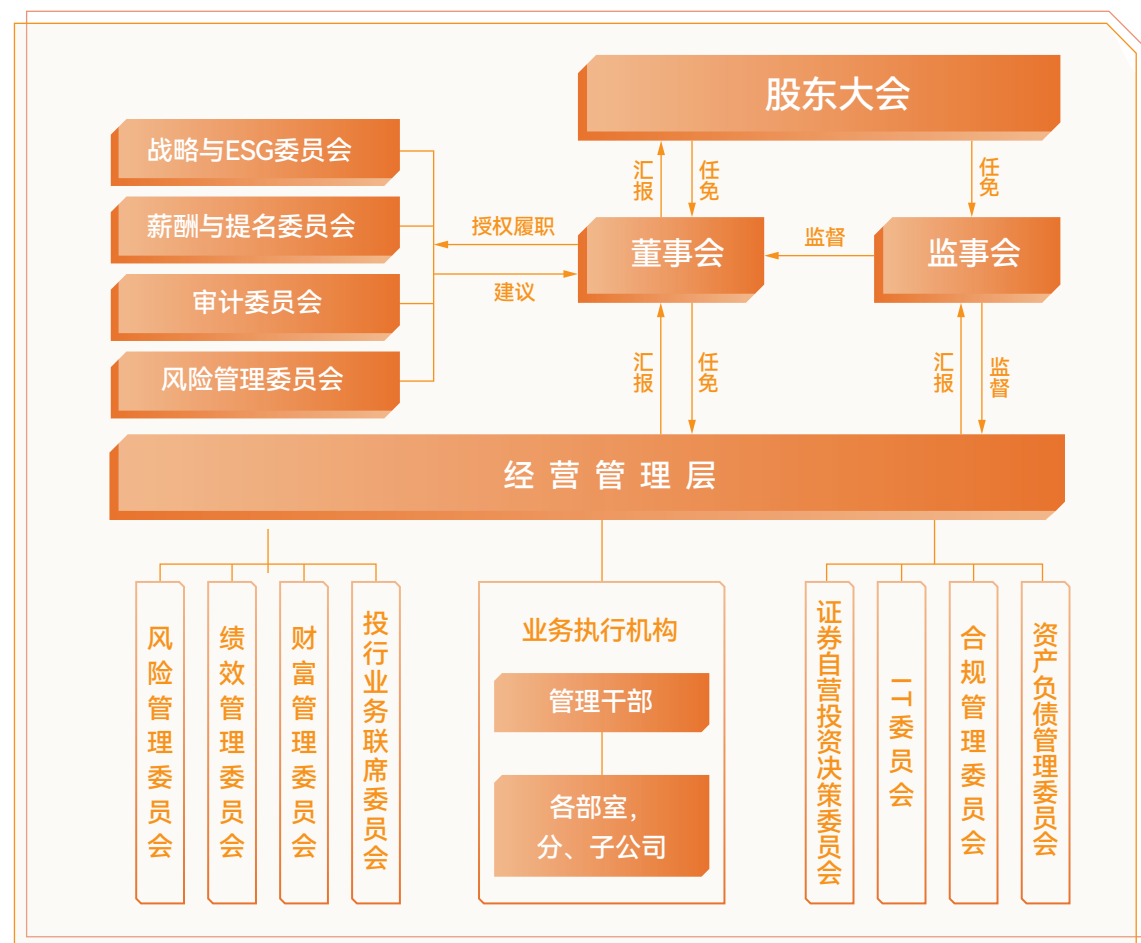 股东大会
战略与ESG委员会
薪酬与提名委员会
审计委员会
风险管理委员会
汇报
任免
任免
授权履职
建议
董事会
监督
监事会
汇报
任免
汇报
监督
经营管理层
风险管理委员会
绩效管理委员会
财富管理委员会
投行业务联席委员会
业务执行机构
管理干部
各部室，
分、子公司
证券自营投资决策委员会
IT委员会
合规管理委员会
资产负债管理委员会